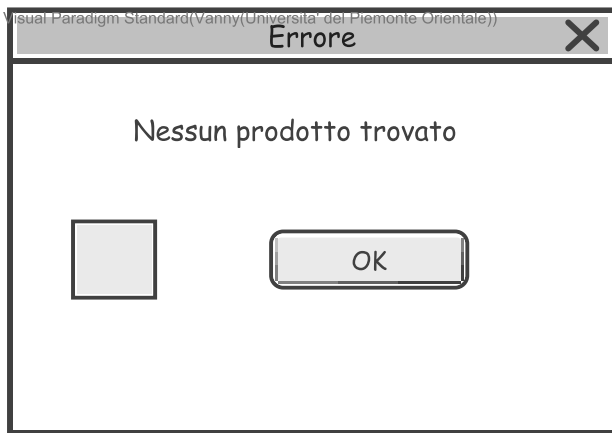 Visual Paradigm Standard(Vanny(Universita' del Piemonte Orientale))
Errore
Nessun prodotto trovato
OK